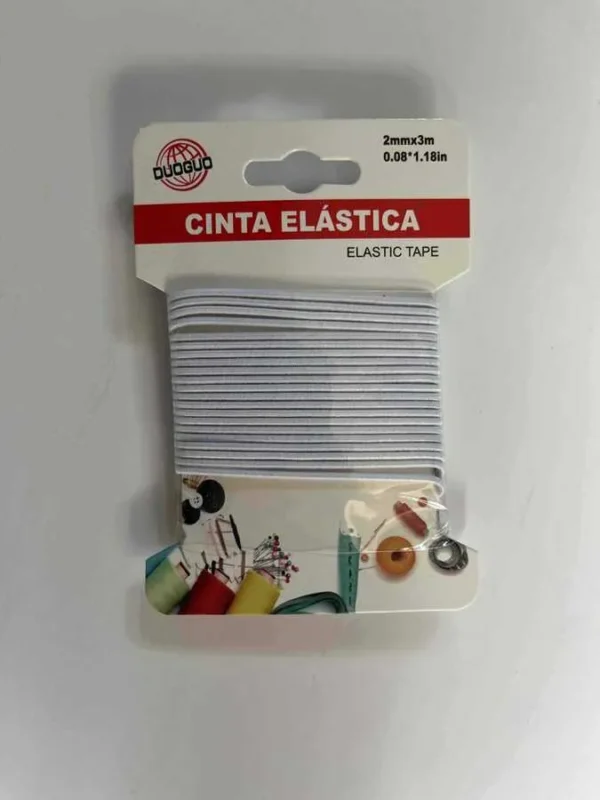 DUOGUO
2mmx3m
0.08*1.18in
CINTA ELÁSTICA
ELASTIC TAPE